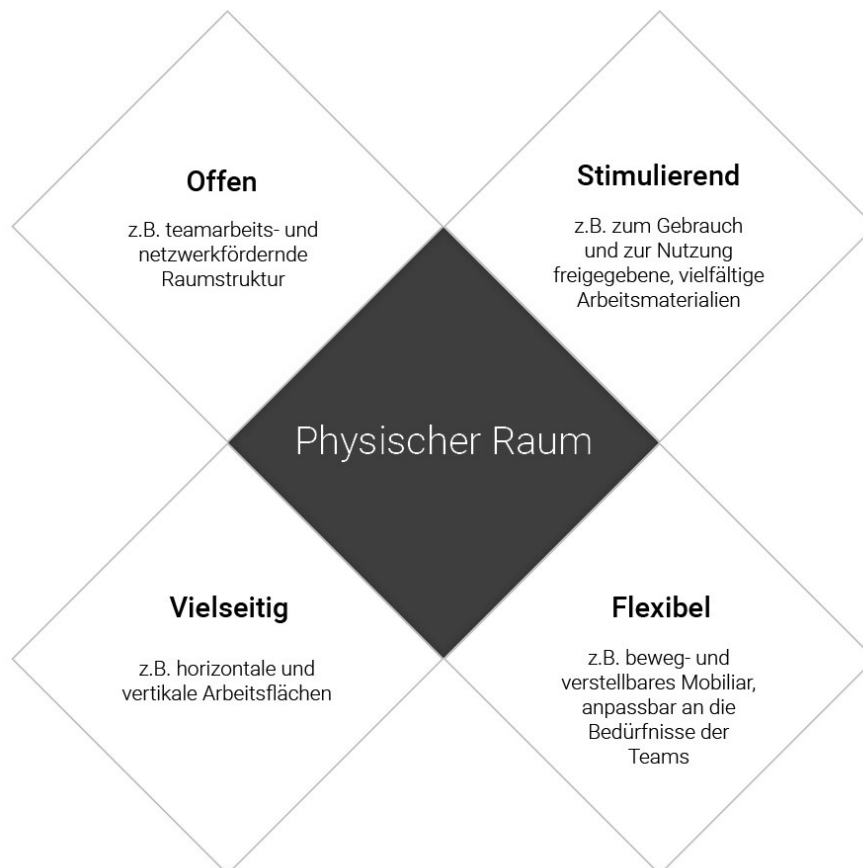 Offen
z.B. teamarbeits- und
netzwerkfördernde
Raumstruktur
Stimulierend
z.B. zum Gebrauch
und zur Nutzung
freigegebene, vielfältige
Arbeitsmaterialien
Physischer Raum
Vielseitig
z.B. horizontale und
vertikale Arbeitsflächen
Flexibel
z.B. beweg- und
verstellbares Mobiliar,
anpassbar an die
Bedürfnisse der
Teams